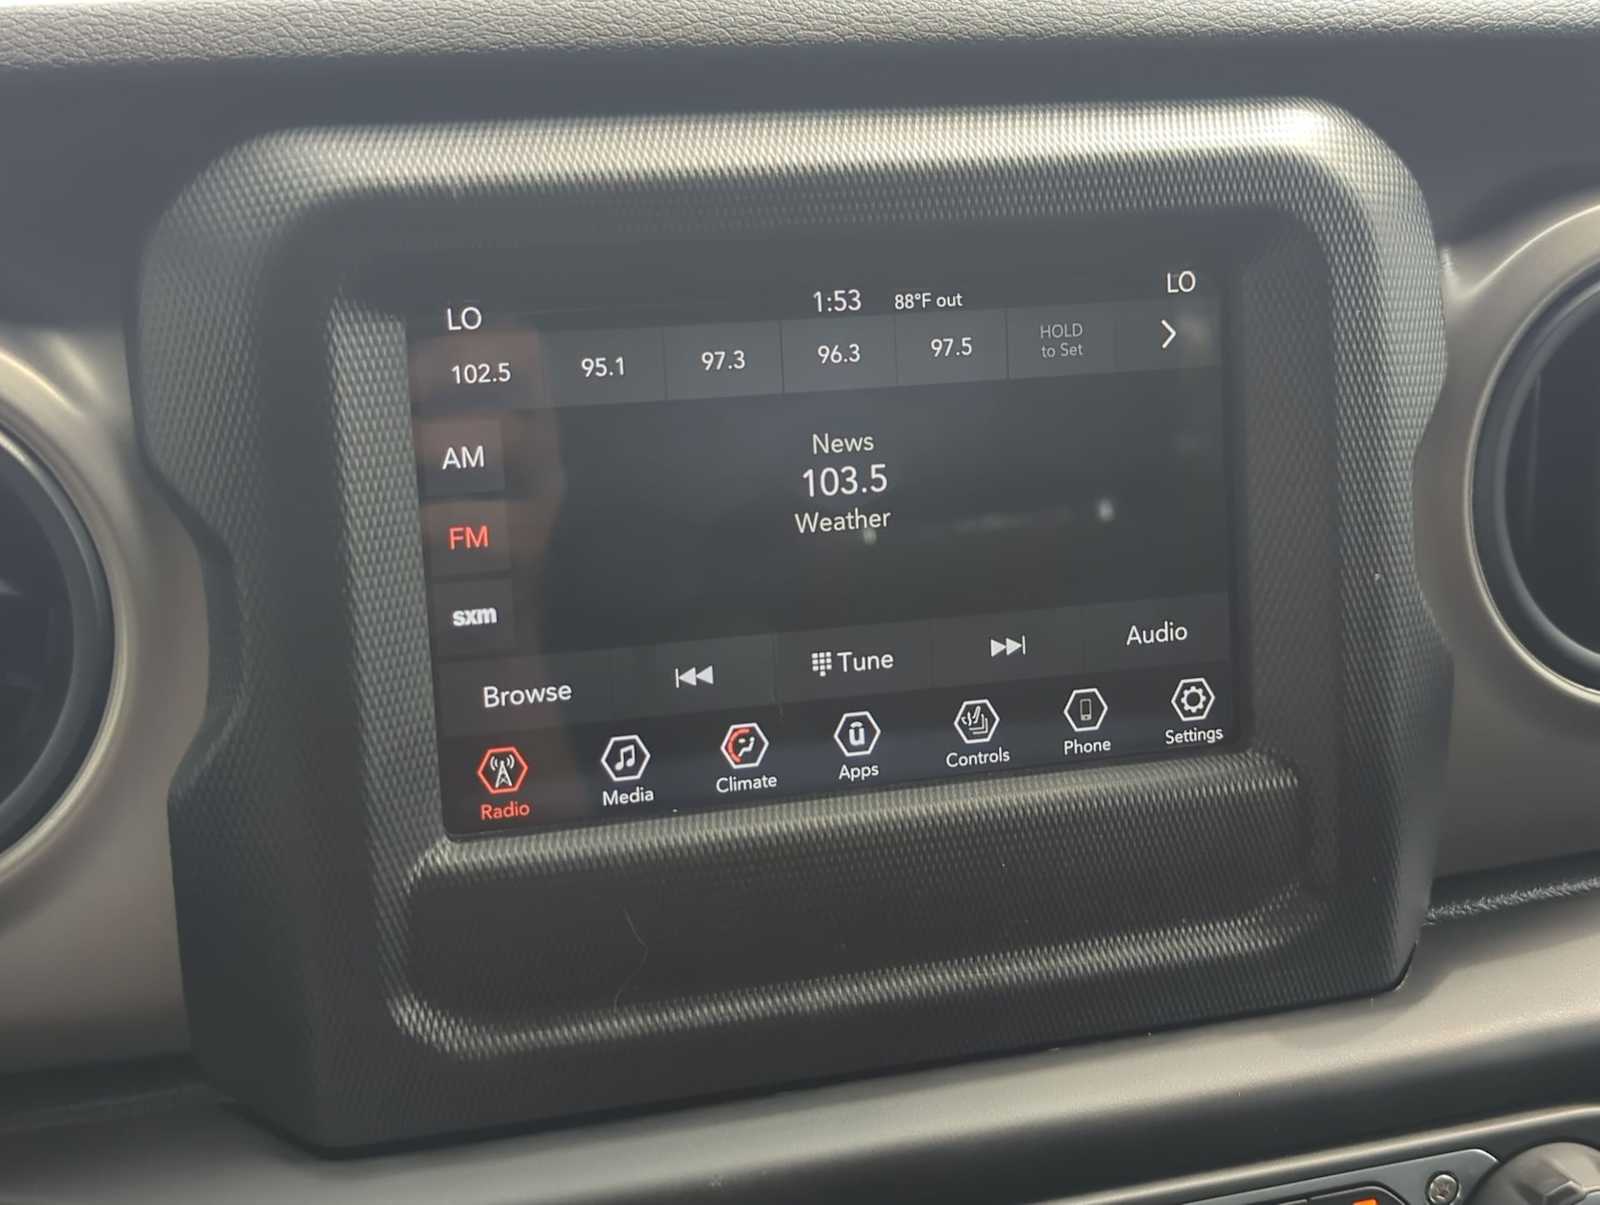 LO 1:53 88°F out LO
102.5 95.1 97.3 96.3 97.5 HOLD to Set
AM
FM
sxm
News
103.5
Weather
Browse Tune Audio
Radio Media Climate Apps Controls Phone Settings